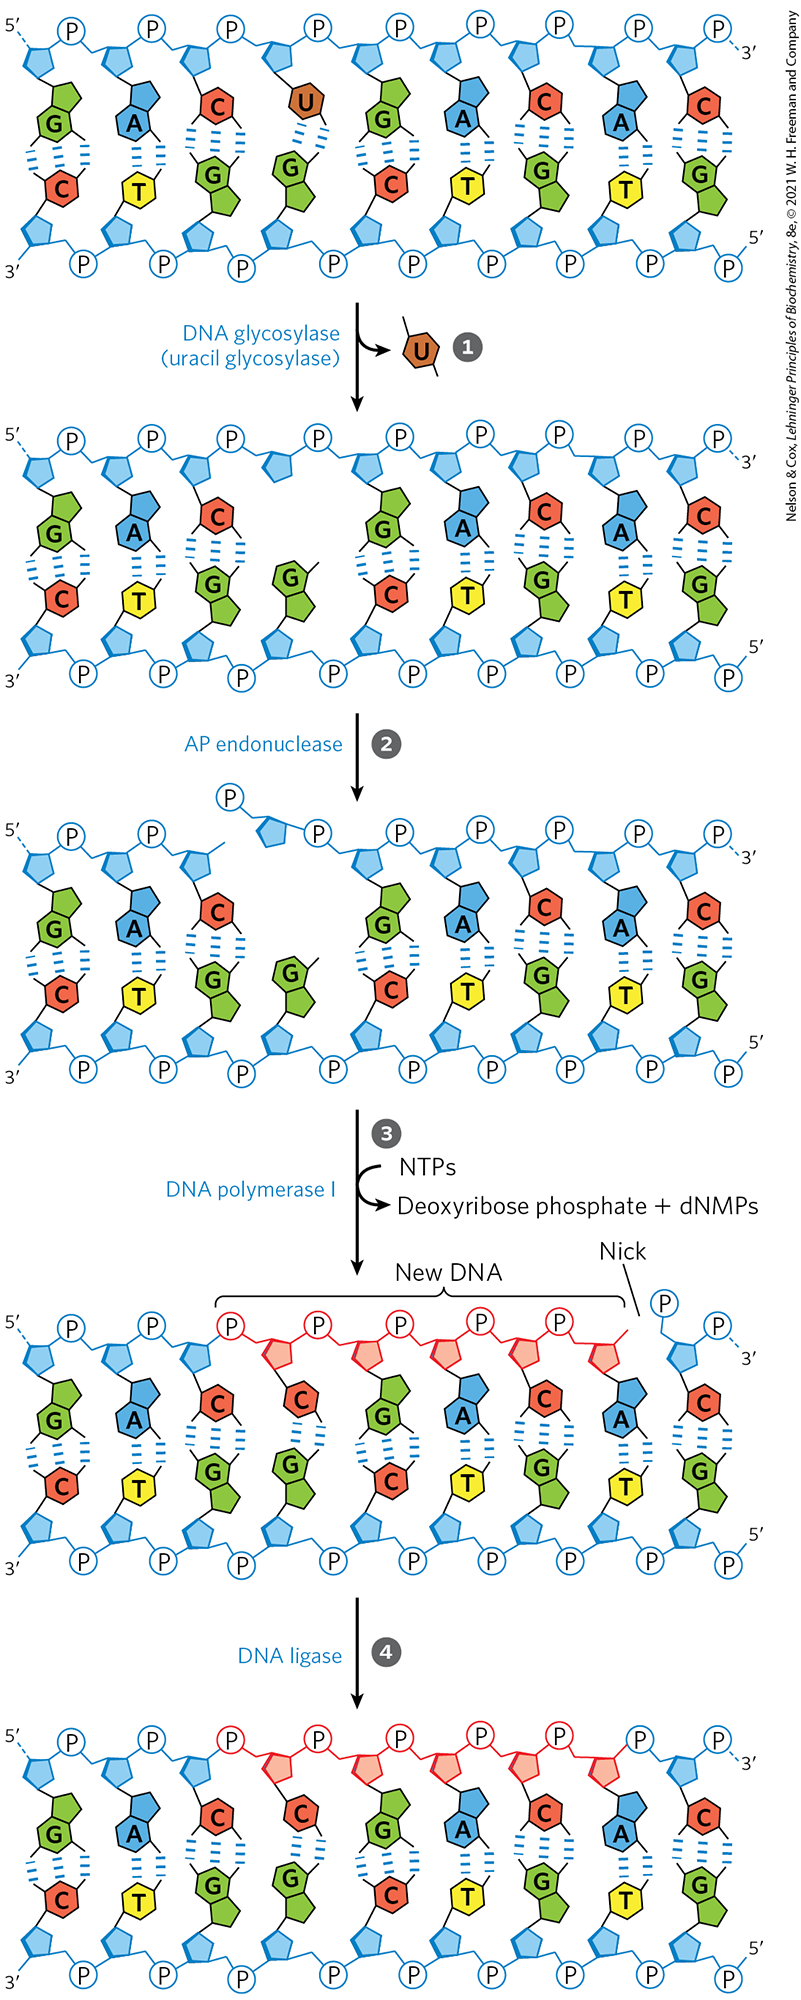 Nelson & Cox, Lehninger Principles of Biochemistry, 8e, © 2021 W. H. Freeman and Company
5′ P P P P P P P P P 3′
G A C U G A C A C
C T G G C T G T G
3′ P P P P P P P P P 5′
DNA glycosylase
(uracil glycosylase)
U 1
5′ P P P P P P P P P 3′
G A C G A C A C
C T G G C T G T G
3′ P P P P P P P P P 5′
AP endonuclease 2
P
5′ P P P P P P P P 3′
G A C G A C A C
C T G G C T G T G
3′ P P P P P P P P P 5′
3
NTPs
DNA polymerase I
Deoxyribose phosphate + dNMPs
Nick
New DNA
P
5′ P P P P P P P P 3′
G A C C G A C A C
C T G G C T G T G
3′ P P P P P P P P P 5′
DNA ligase 4
5′ P P P P P P P P P 3′
G A C C G A C A C
C T G G C T G T G
3′ P P P P P P P P P 5′